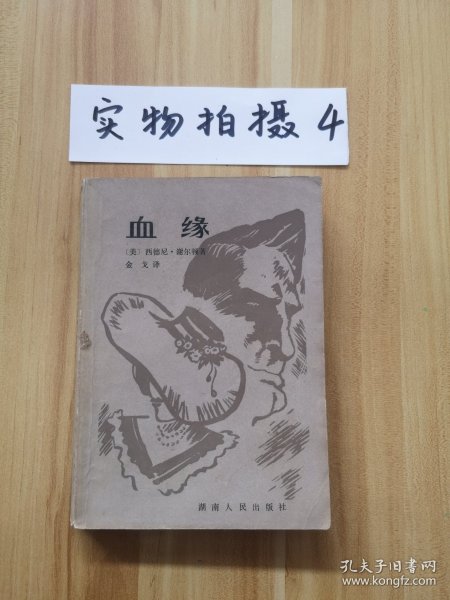 实物拍摄4
血缘
〔美〕西德尼·谢尔顿著
金戈译
湖南人民出版社
孔夫子旧书网
www.kongfz.com